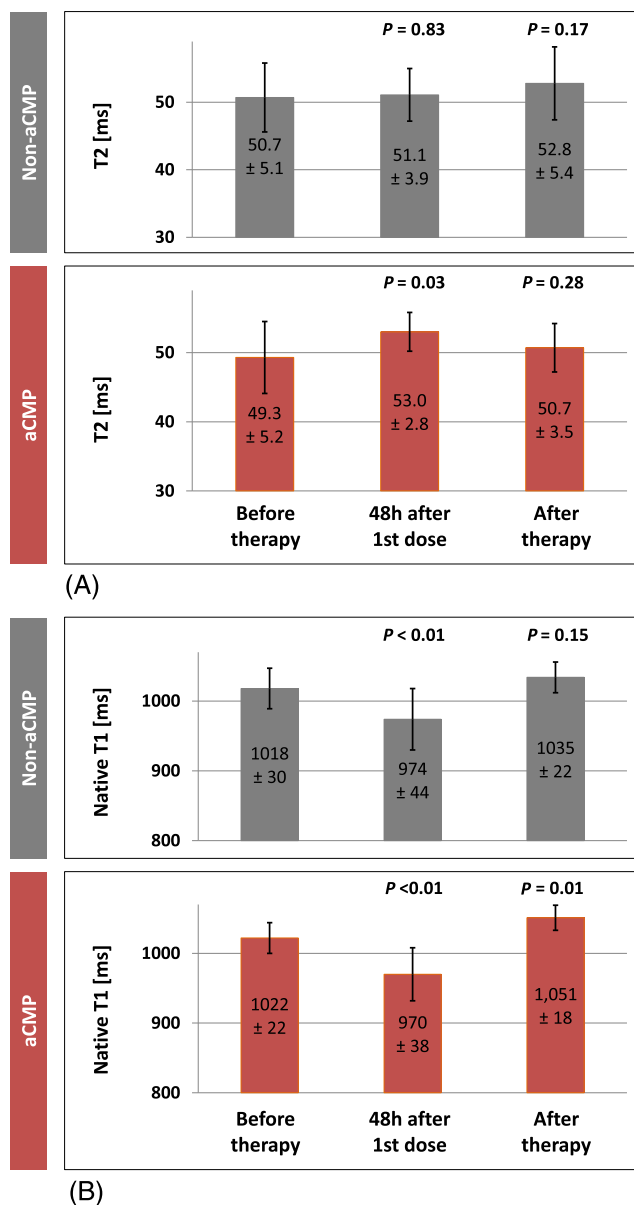 P = 0.83 P = 0.17
Non-aCMP
T2 [ms]
50
40
30
50.7
± 5.1
51.1
± 3.9
52.8
± 5.4
P = 0.03 P = 0.28
aCMP
T2 [ms]
50
40
30
49.3
± 5.2
53.0
± 2.8
50.7
± 3.5
Before
therapy
48h after
1st dose
After
therapy
(A)
P < 0.01 P = 0.15
Non-aCMP
Native T1 [ms]
1000
900
800
1018
± 30
974
± 44
1035
± 22
P <0.01 P = 0.01
aCMP
Native T1 [ms]
1000
900
800
1022
± 22
970
± 38
1,051
± 18
Before
therapy
48h after
1st dose
After
therapy
(B)